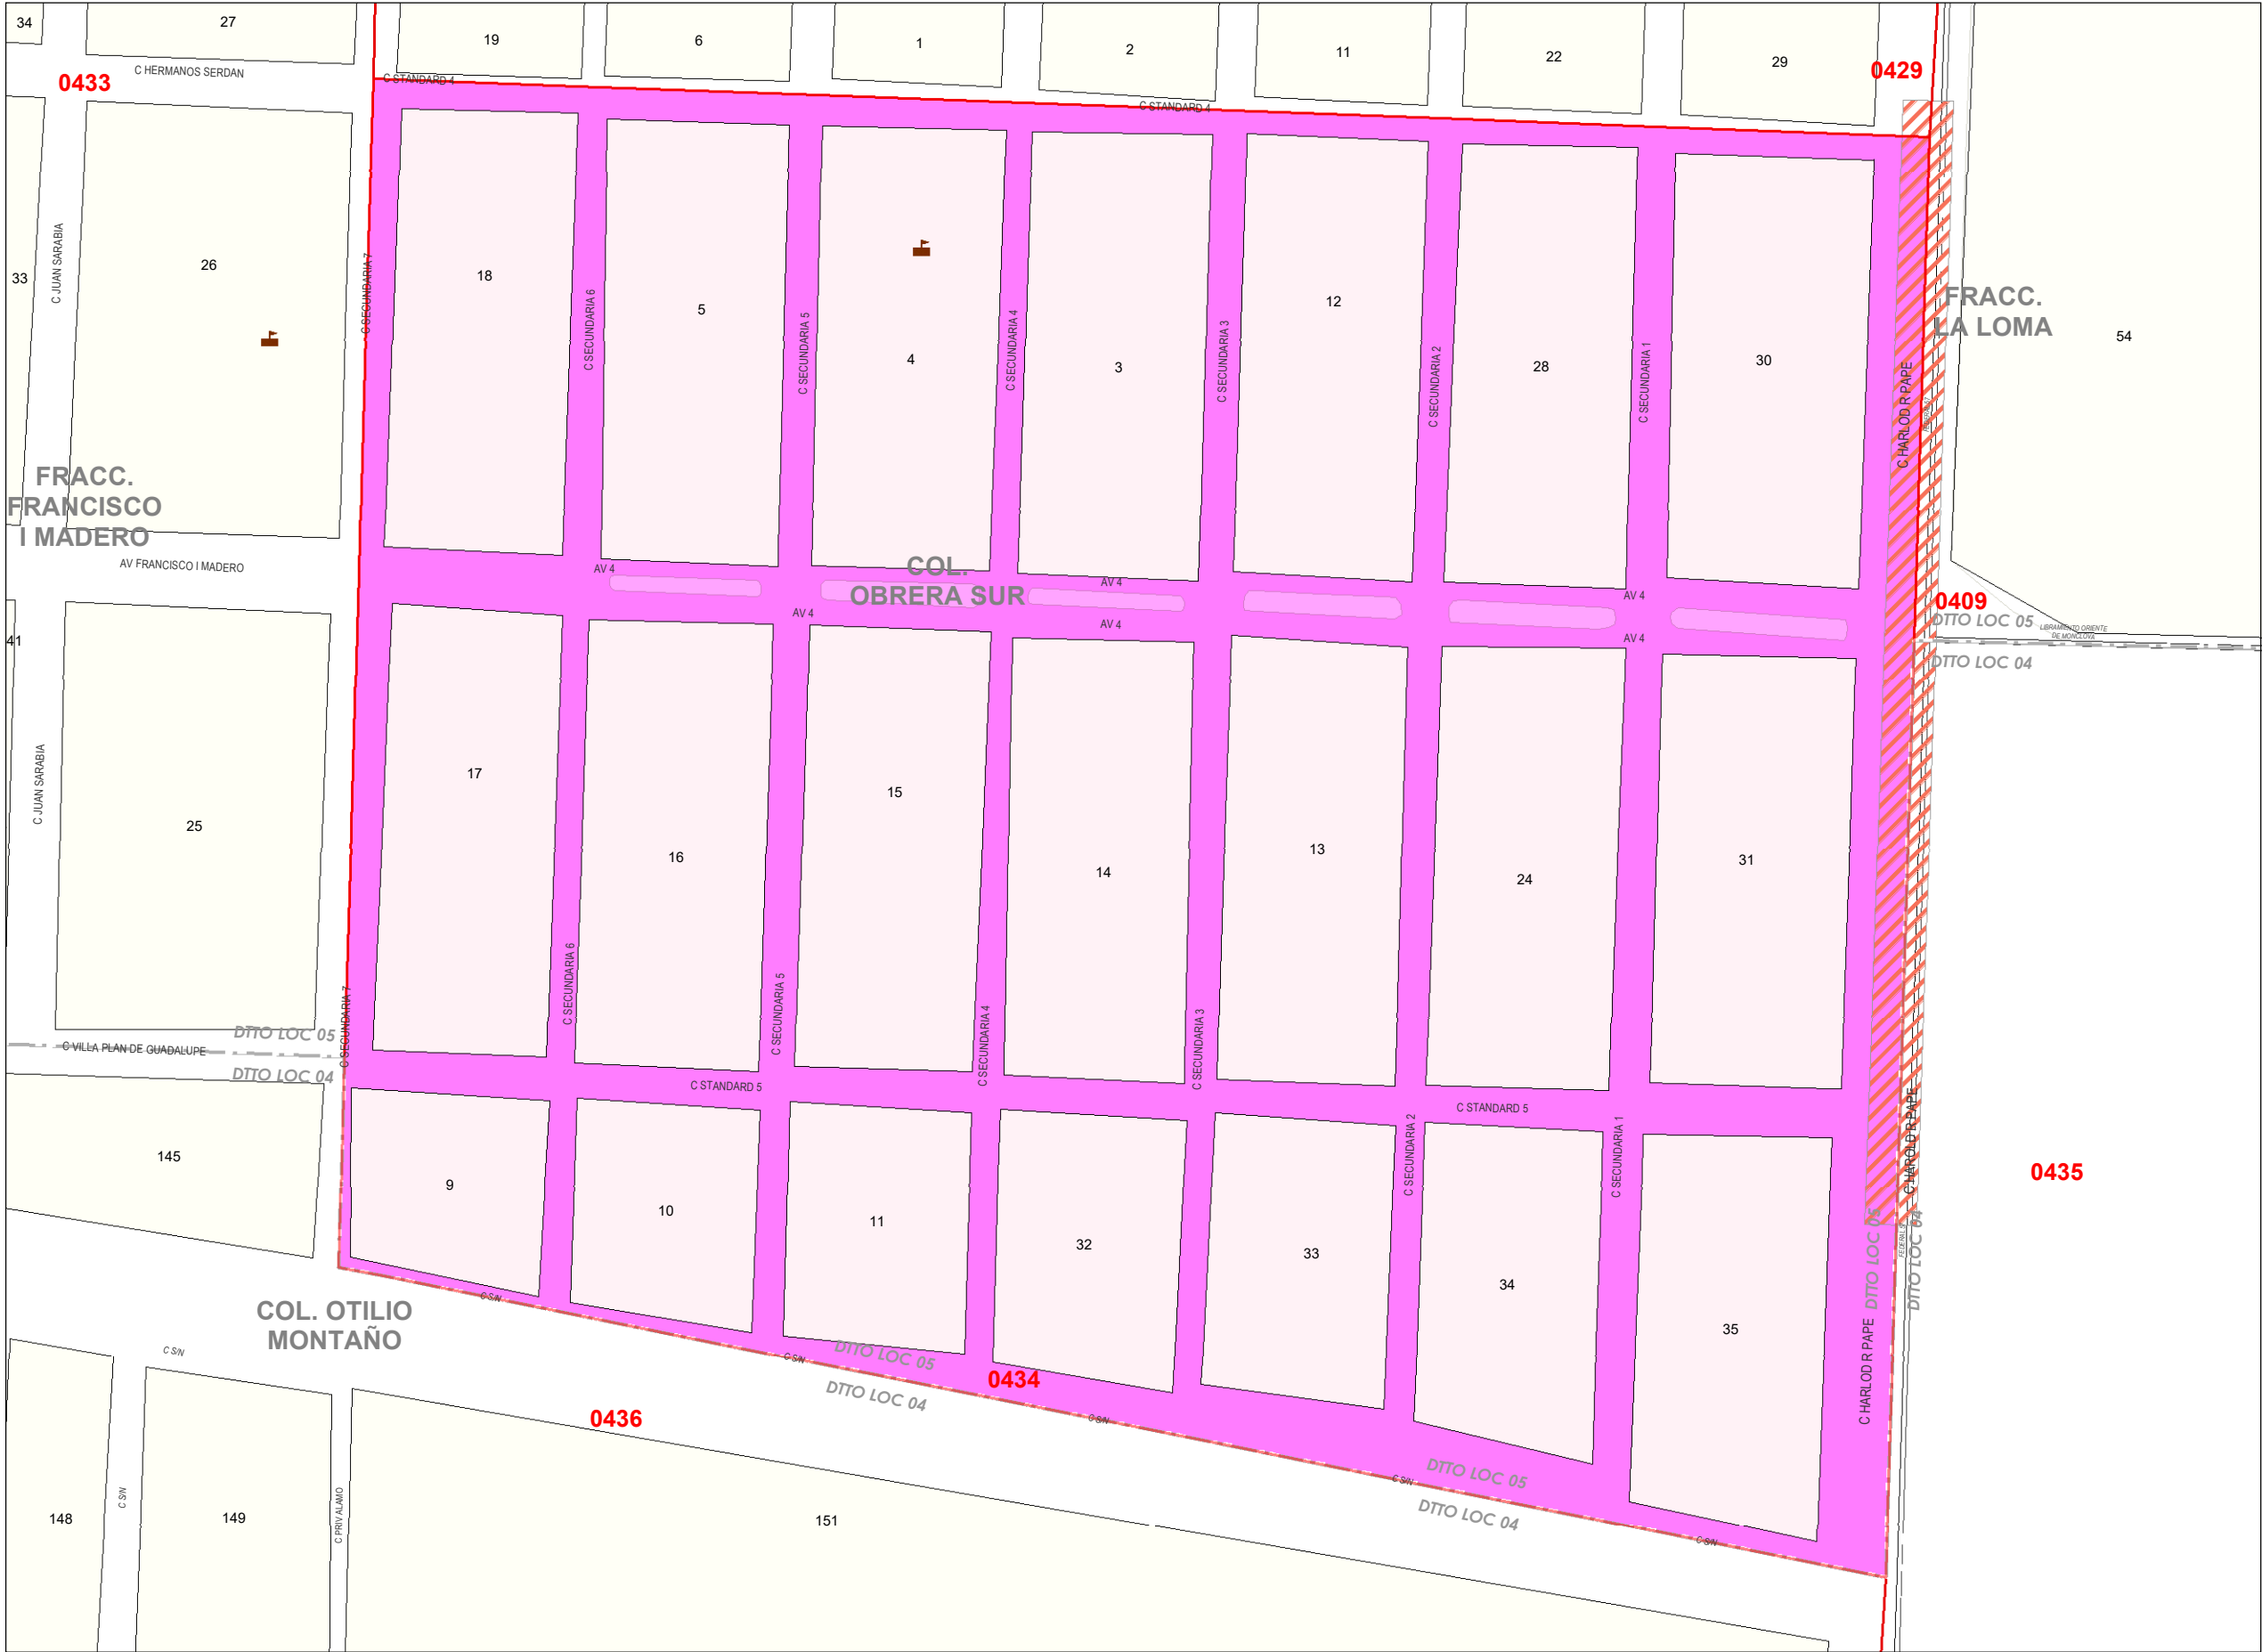 34
27
19
6
1
2
11
22
29
0429
0433
C HERMANOS SERDAN
C STANDARD 4
C STANDARD 4
33
C JUAN SARABIA
26
C SECUNDARIA 7
18
C SECUNDARIA 6
5
C SECUNDARIA 5
4
C SECUNDARIA 4
3
C SECUNDARIA 3
12
C SECUNDARIA 2
28
C SECUNDARIA 1
30
C HARLOD R PAPE
FRACC.
LA LOMA
54
FRACC.
FRANCISCO
I MADERO
AV FRANCISCO I MADERO
COL.
OBRERA SUR
AV 4
AV 4
AV 4
AV 4
AV 4
AV 4
0409
DTTO LOC 05
LIBRAMIENTO ORIENTE
DE MONCLOVA
DTTO LOC 04
41
C JUAN SARABIA
25
17
C SECUNDARIA 6
16
C SECUNDARIA 5
15
C SECUNDARIA 4
14
C SECUNDARIA 3
13
24
31
C SECUNDARIA 7
DTTO LOC 05
C VILLA PLAN DE GUADALUPE
DTTO LOC 04
C STANDARD 5
C STANDARD 5
C SECUNDARIA 2
C SECUNDARIA 1
C HAROLD R PAPE
0435
145
9
10
11
32
33
34
35
DTTO LOC 05
DTTO LOC 04
C HARLOD R PAPE
COL. OTILIO
MONTAÑO
C S/N
C S/N
C S/N
DTTO LOC 05
DTTO LOC 04
0434
0436
C S/N
C S/N
DTTO LOC 05
DTTO LOC 04
C S/N
148
C S/N
149
C PRIV ALAMO
151